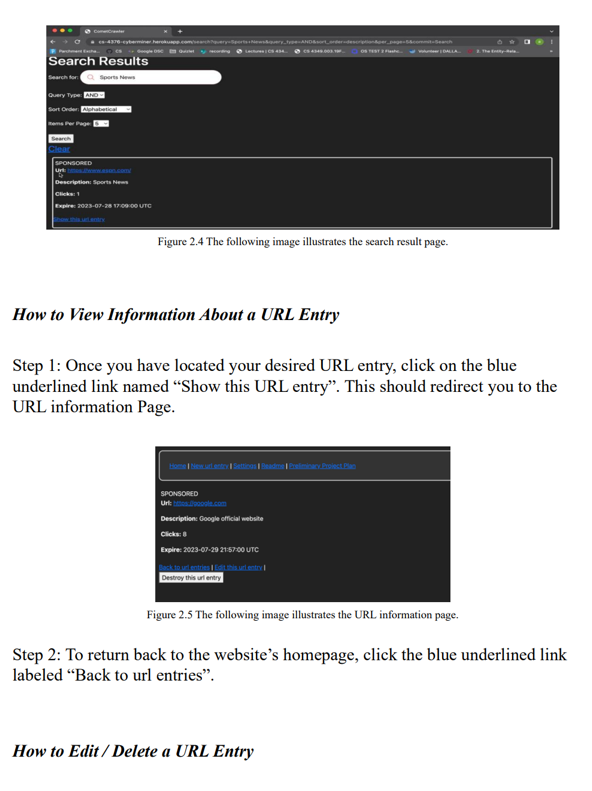 CometCrawler
cs-4376-cyberminer.herokuapp.com/search?query=Sports+News&query_type=AND&sort_order=description&per_page=5&commit=Search
Parchment Excha... CS Google DSC Quizlet recording Lectures | CS 434... CS 4349.003 19F... OS TEST 2 Flashc... Volunteer | DALLA... 2. The Entity-Rela...
Search Results
Search for: Sports News
Query Type: AND
Sort Order: Alphabetical
Items Per Page: 5
Search
Clear
SPONSORED
Url: https://www.espn.com/
Description: Sports News
Clicks: 1
Expire: 2023-07-28 17:09:00 UTC
Show this url entry
Figure 2.4 The following image illustrates the search result page.
How to View Information About a URL Entry
Step 1: Once you have located your desired URL entry, click on the blue
underlined link named “Show this URL entry”. This should redirect you to the
URL information Page.
Home | New url entry | Settings | Readme | Preliminary Project Plan
SPONSORED
Url: https://google.com
Description: Google official website
Clicks: 8
Expire: 2023-07-29 21:57:00 UTC
Back to url entries | Edit this url entry |
Destroy this url entry
Figure 2.5 The following image illustrates the URL information page.
Step 2: To return back to the website’s homepage, click the blue underlined link
labeled “Back to url entries”.
How to Edit / Delete a URL Entry